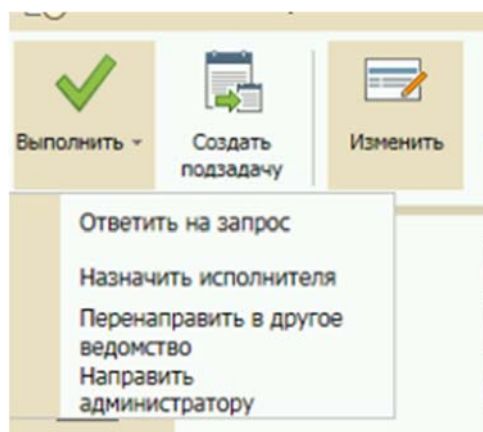 Выполнить
Создать
подзадачу
Изменить
Ответить на запрос
Назначить исполнителя
Перенаправить в другое
ведомство
Направить
администратору